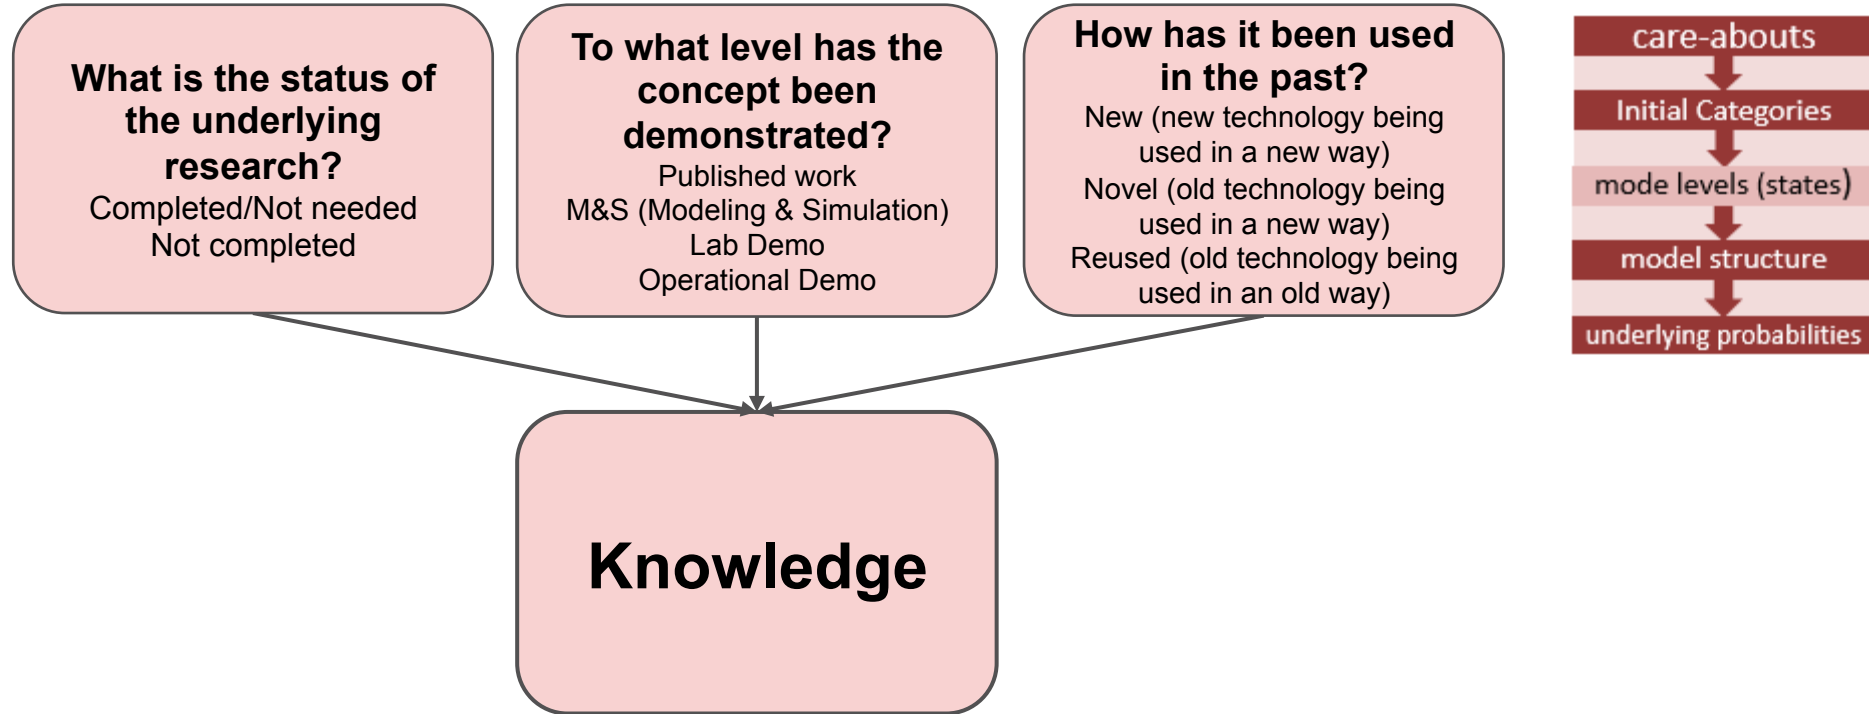 What is the status of
the underlying
research?
Completed/Not needed
Not completed
To what level has the
concept been
demonstrated?
Published work
M&S (Modeling & Simulation)
Lab Demo
Operational Demo
How has it been used
in the past?
New (new technology being
used in a new way)
Novel (old technology being
used in a new way)
Reused (old technology being
used in an old way)
Knowledge
care-abouts
Initial Categories
mode levels (states)
model structure
underlying probabilities